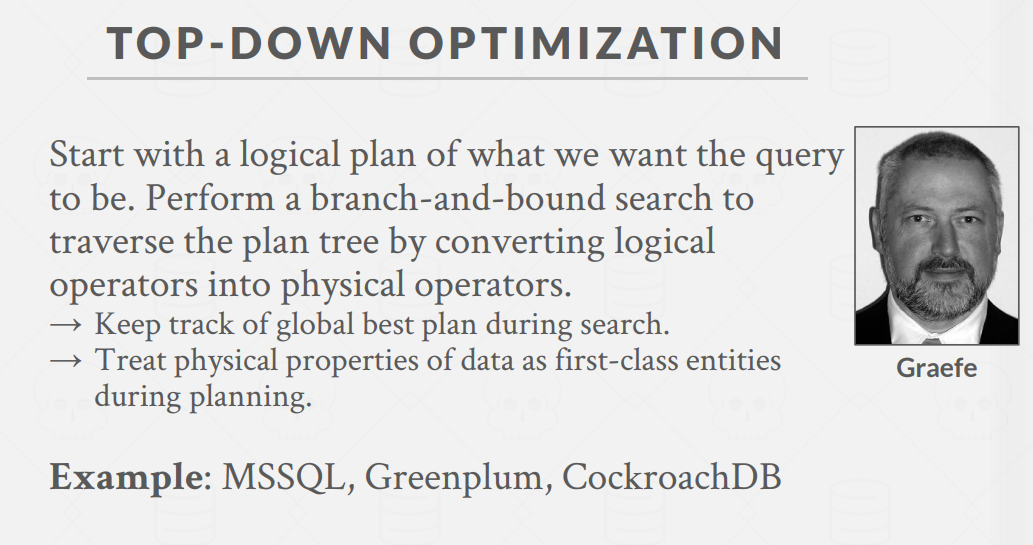 TOP-DOWN OPTIMIZATION
Start with a logical plan of what we want the query
to be. Perform a branch-and-bound search to
traverse the plan tree by converting logical
operators into physical operators.
→ Keep track of global best plan during search.
→ Treat physical properties of data as first-class entities
during planning.
Graefe
Example: MSSQL, Greenplum, CockroachDB